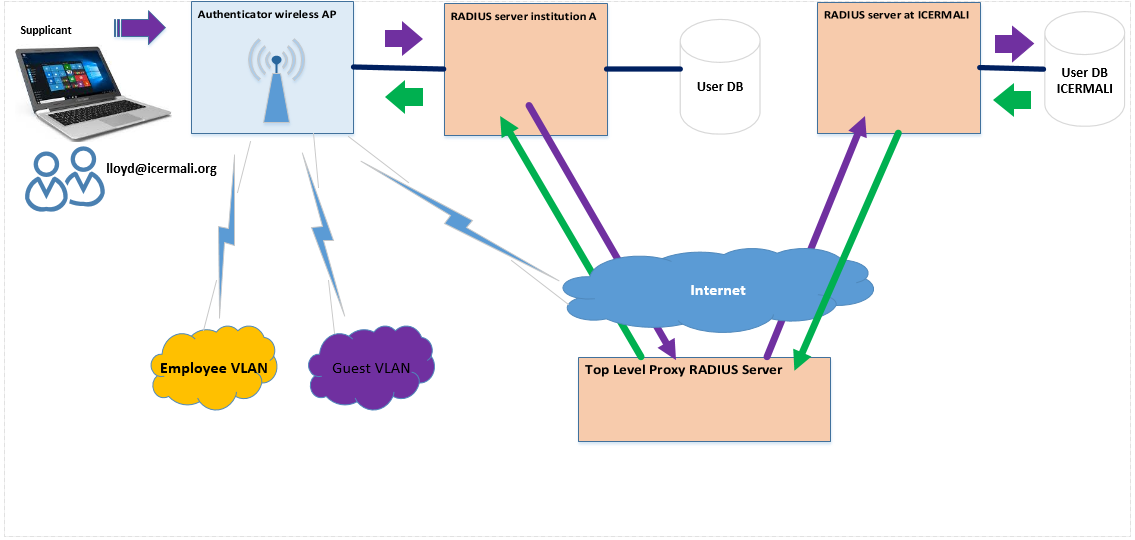 Supplicant
Authenticator wireless AP
RADIUS server institution A
RADIUS server at ICERMALI
User DB
User DB
ICERMALI
lloyd@icermali.org
Internet
Employee VLAN
Guest VLAN
Top Level Proxy RADIUS Server